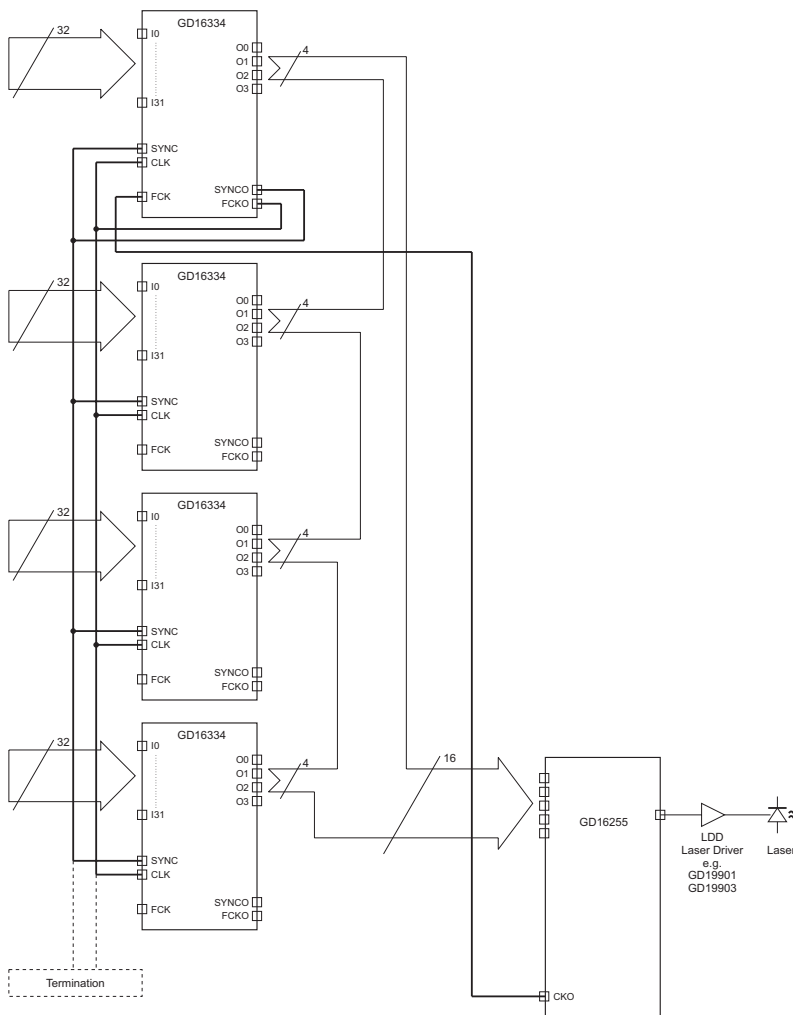 GD16334
32
I0
O0
4
O1
O2
O3
I31
SYNC
CLK
SYNCO
FCK
FCKO
GD16334
32
I0
O0
4
O1
O2
O3
I31
SYNC
CLK
SYNCO
FCK
FCKO
GD16334
32
I0
O0
4
O1
O2
O3
I31
SYNC
CLK
SYNCO
FCK
FCKO
GD16334
32
I0
O0
4
O1
O2
O3
I31
SYNC
CLK
SYNCO
FCK
FCKO
16
GD16255
LDD
Laser Driver
e.g.
GD19901
GD19903
Laser
Termination
CKO